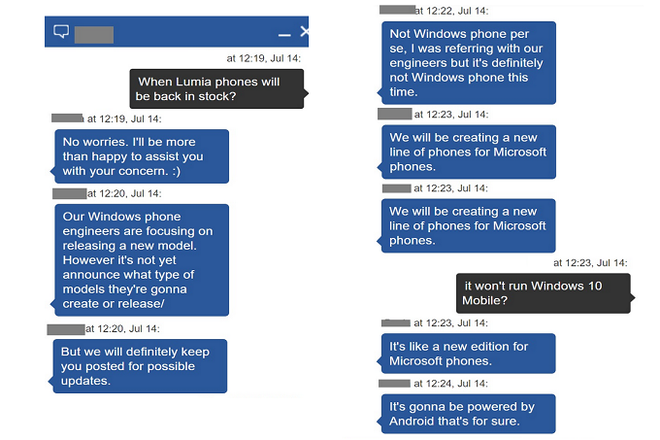 at 12:19, Jul 14:
When Lumia phones will
be back in stock?
at 12:19, Jul 14:
No worries. I'll be more
than happy to assist you
with your concern. :)
at 12:20, Jul 14:
Our Windows phone
engineers are focusing on
releasing a new model.
However it's not yet
announce what type of
models they're gonna
create or release/
at 12:20, Jul 14:
But we will definitely keep
you posted for possible
updates.
at 12:22, Jul 14:
Not Windows phone per
se, I was referring with our
engineers but it's definitely
not Windows phone this
time.
at 12:23, Jul 14:
We will be creating a new
line of phones for Microsoft
phones.
at 12:23, Jul 14:
We will be creating a new
line of phones for Microsoft
phones.
at 12:23, Jul 14:
it won't run Windows 10
Mobile?
at 12:23, Jul 14:
It's like a new edition for
Microsoft phones.
at 12:24, Jul 14:
It's gonna be powered by
Android that's for sure.